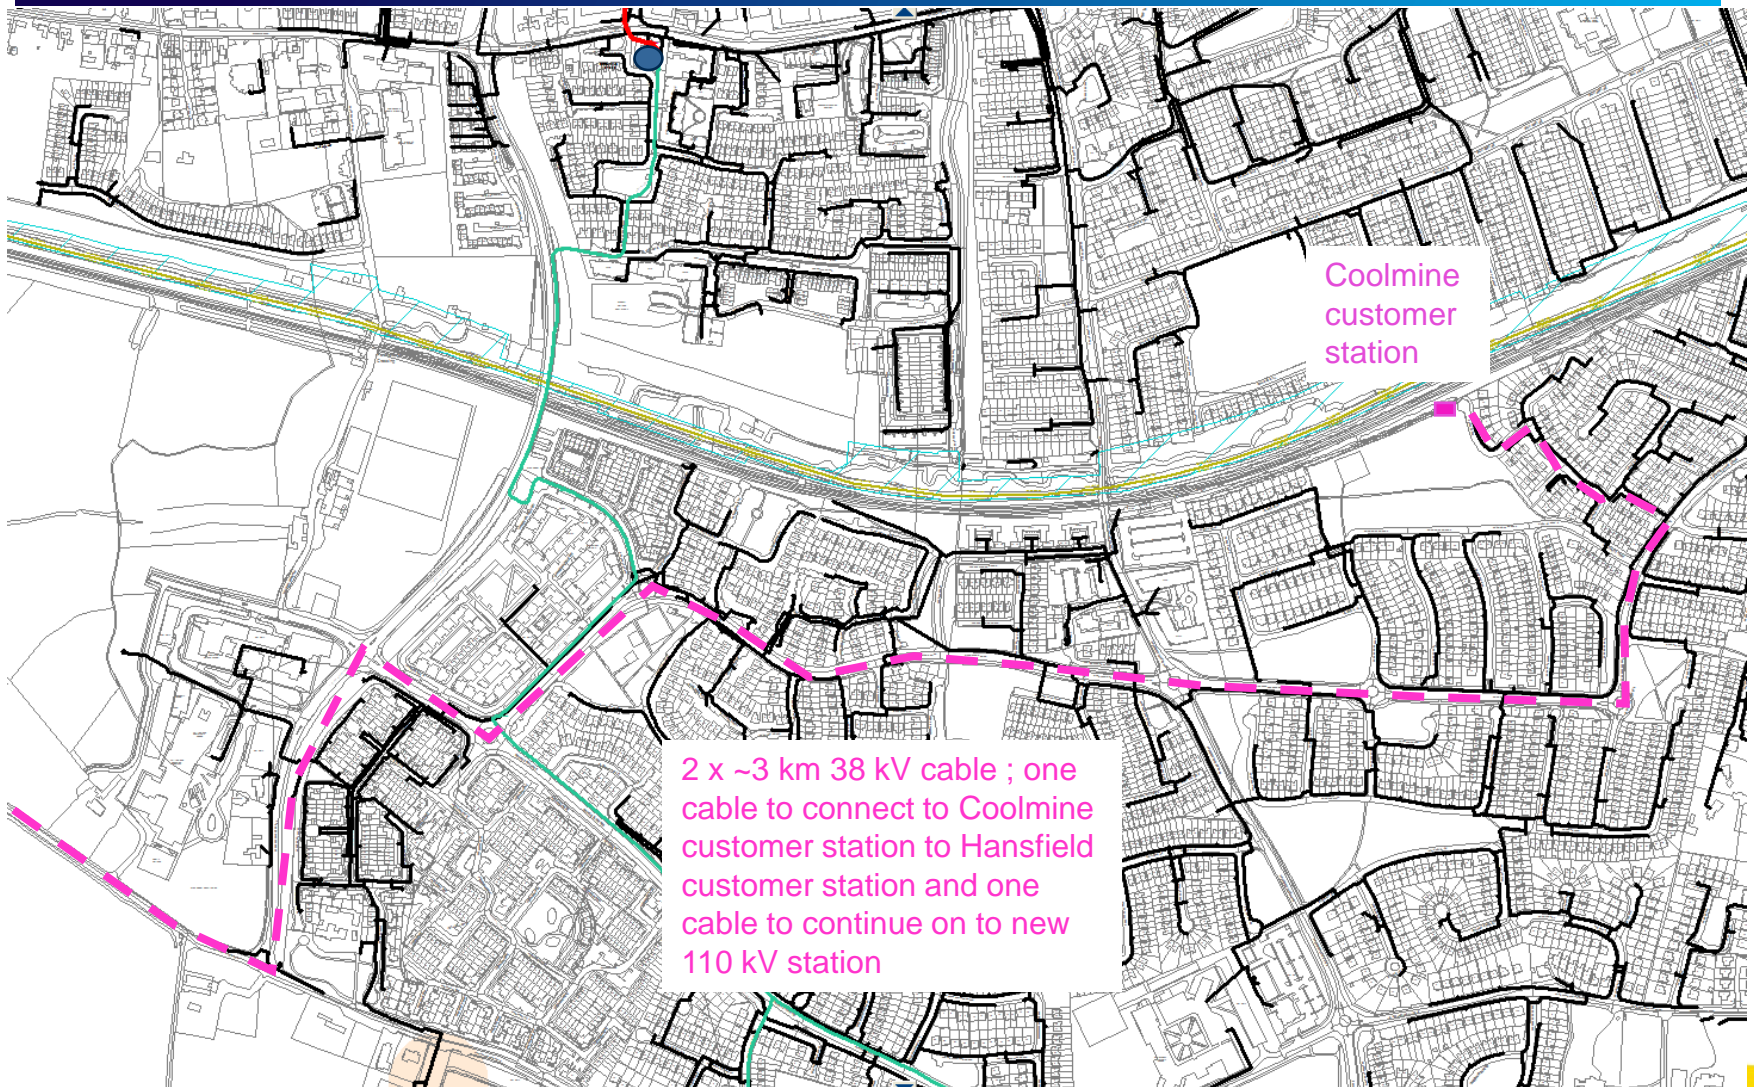 Coolmine
customer
station
2 x ~3 km 38 kV cable ; one
cable to connect to Coolmine
customer station to Hansfield
customer station and one
cable to continue on to new
110 kV station